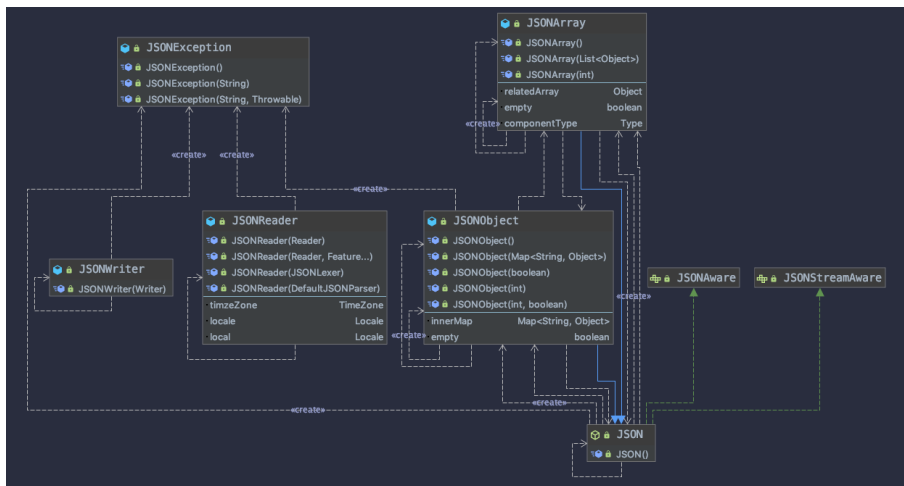 JSONArray
JSONArray()
JSONArray(List<Object>)
JSONArray(int)
relatedArray Object
empty boolean
«create» componentType Type
JSONException
JSONException()
JSONException(String)
JSONException(String, Throwable)
«create» «create»
«create»
JSONReader
JSONReader(Reader)
JSONReader(Reader, Feature...)
JSONReader(JSONLexer)
JSONReader(DefaultJSONParser)
timzeZone TimeZone
locale Locale
local Locale
JSONObject
JSONObject()
JSONObject(Map<String, Object>)
JSONObject(boolean)
JSONObject(int)
JSONObject(int, boolean)
innerMap Map<String, Object>
«create» empty boolean
JSONWriter
JSONWriter(Writer)
JSONAware
JSONStreamAware
«create»
«create»
«create»
JSON
JSON()